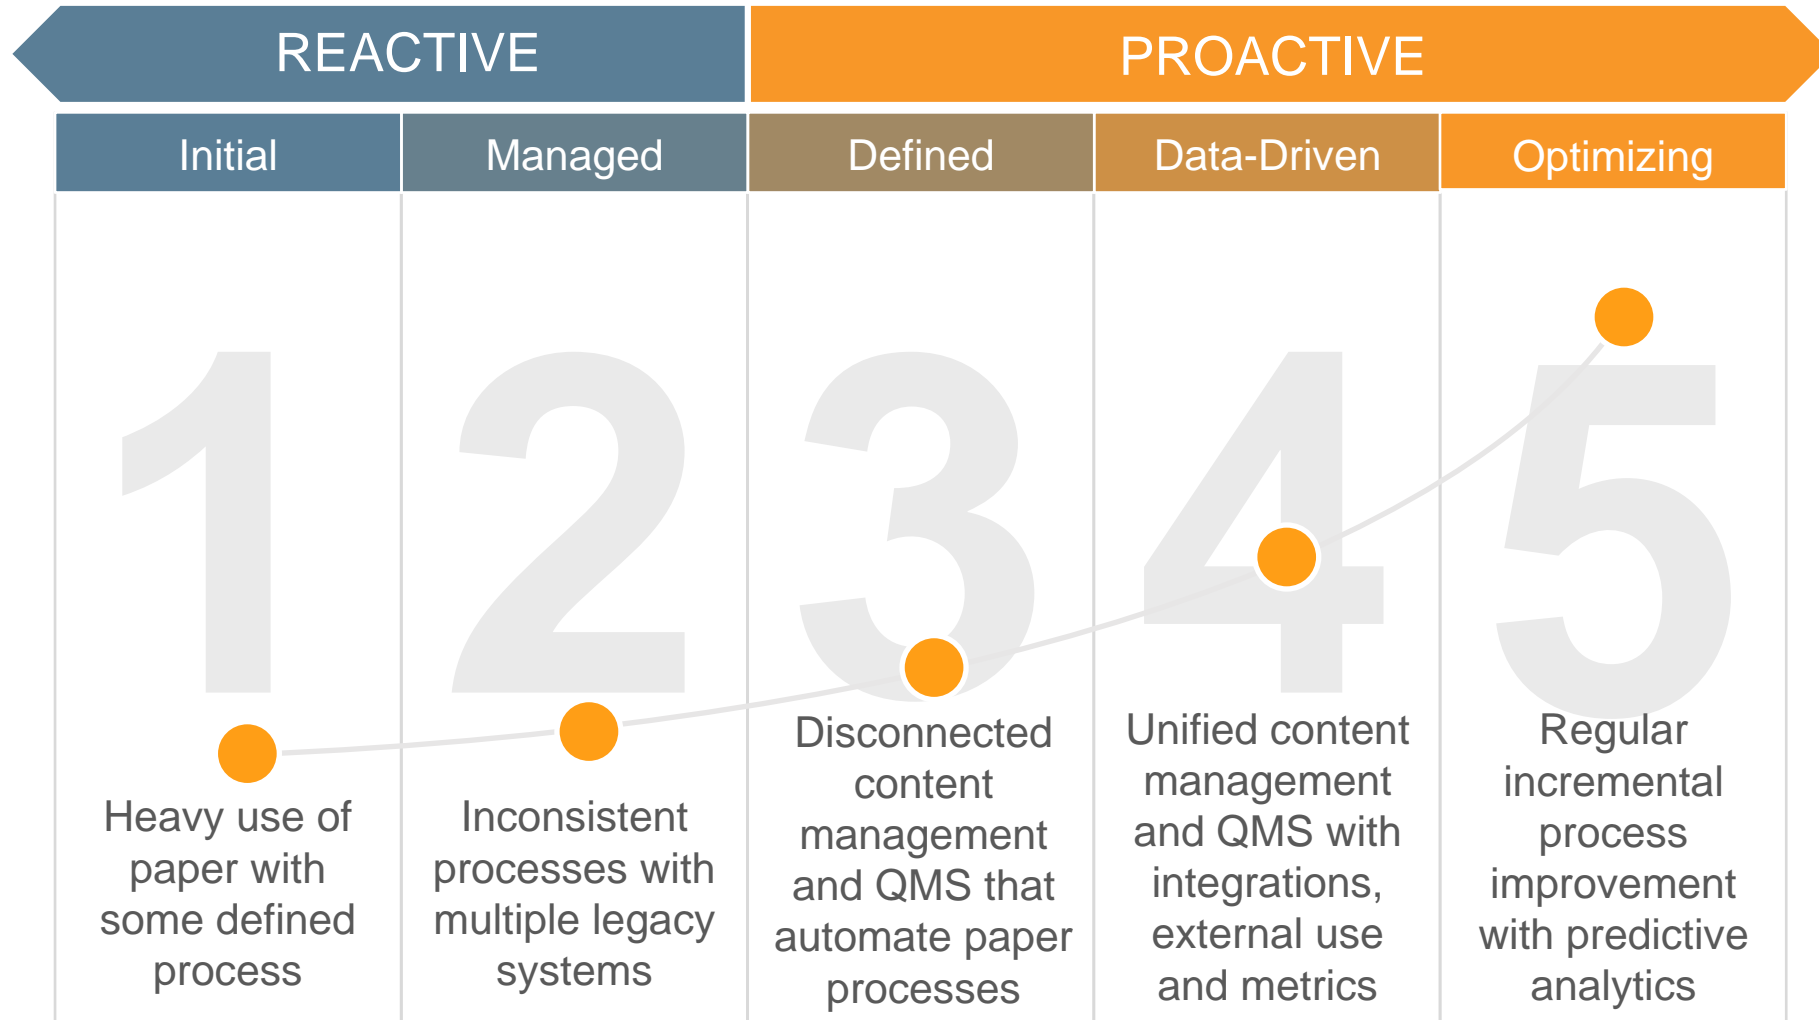 REACTIVE
PROACTIVE
Initial
Managed
Defined
Data-Driven
Optimizing
1
2
3
4
5
Heavy use of
paper with
some defined
process
Inconsistent
processes with
multiple legacy
systems
Disconnected
content
management
and QMS that
automate paper
processes
Unified content
management
and QMS with
integrations,
external use
and metrics
Regular
incremental
process
improvement
with predictive
analytics